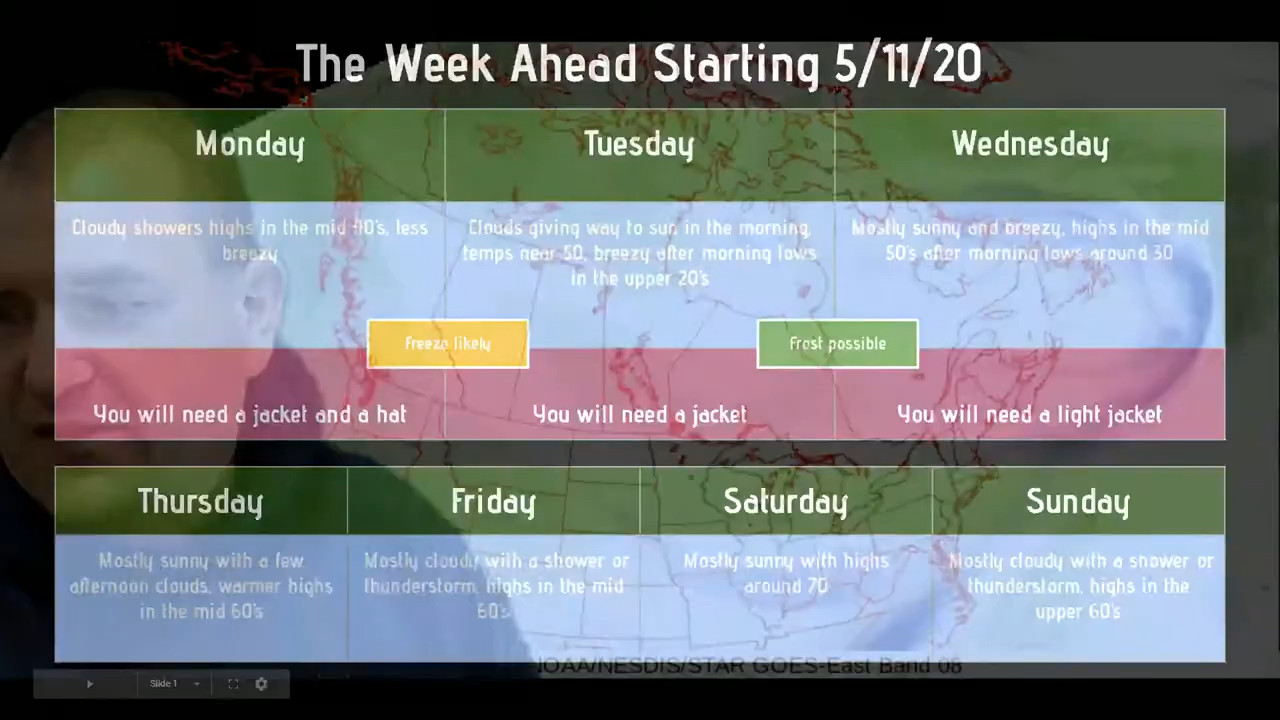 The Week Ahead Starting 5/11/20
Monday
Tuesday
Wednesday
Cloudy showers highs in the mid 40's, less
breezy
Clouds giving way to sun in the morning,
temps near 50, breezy after morning lows
in the upper 20's
Mostly sunny and breezy, highs in the mid
50's after morning lows around 30
Freeze likely
Frost possible
You will need a jacket and a hat
You will need a jacket
You will need a light jacket
Thursday
Friday
Saturday
Sunday
Mostly sunny with a few
afternoon clouds, warmer highs
in the mid 60's
Mostly cloudy with a shower or
thunderstorm, highs in the mid
60's
Mostly sunny with highs
around 70
Mostly cloudy with a shower or
thunderstorm, highs in the
upper 60's
NOAA/NESDIS/STAR GOES-East Band 08
Slide 1